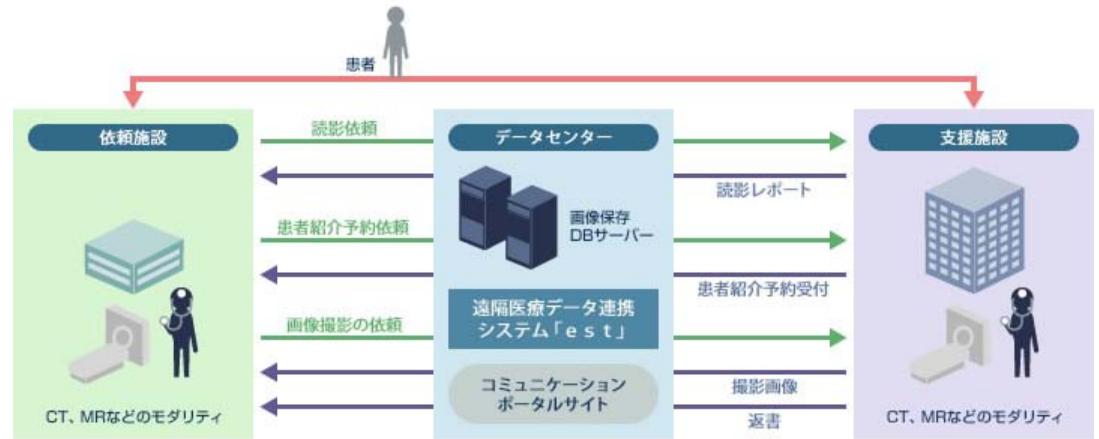 患者
依頼施設
読影依頼
データセンター
支援施設
読影レポート
画像保存
DBサーバー
患者紹介予約依頼
患者紹介予約受付
遠隔医療データ連携
システム「ｅｓｔ」
画像撮影の依頼
コミュニケーション
ポータルサイト
撮影画像
返書
CT、MRなどのモダリティ
CT、MRなどのモダリティ